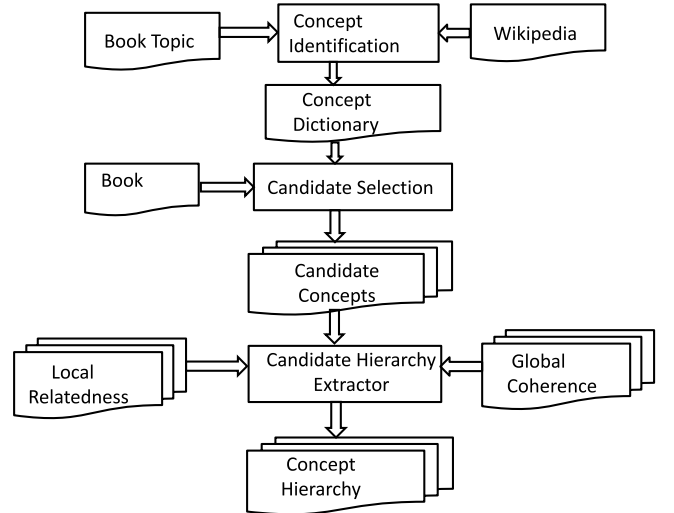 Book Topic
Concept
Identification
Wikipedia
Concept
Dictionary
Book
Candidate Selection
Candidate
Concepts
Local
Relatedness
Candidate Hierarchy
Extractor
Global
Coherence
Concept
Hierarchy